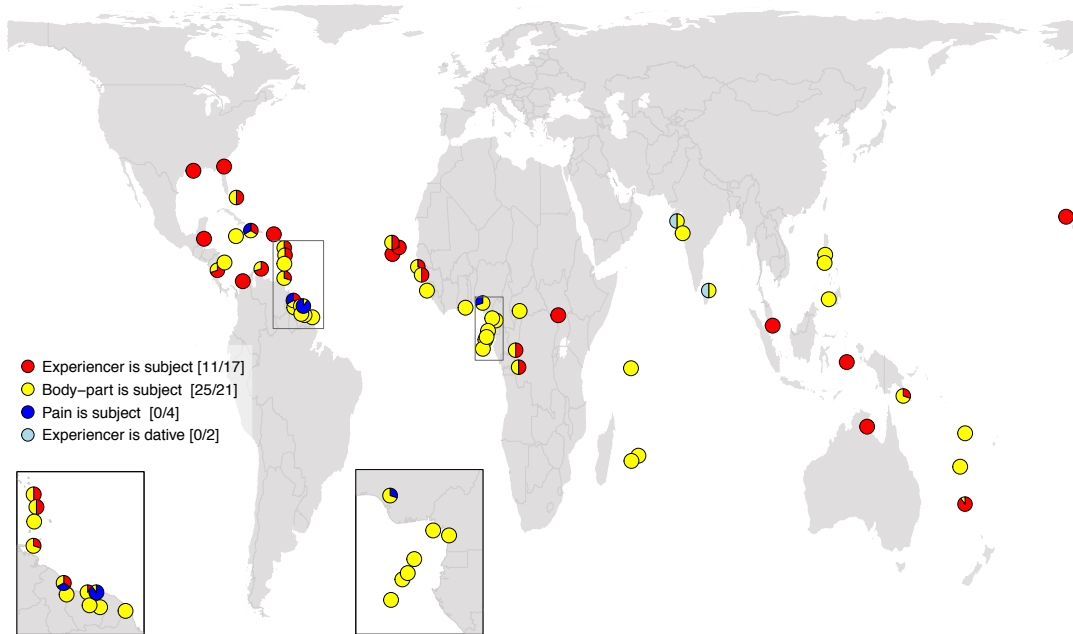 Experiencer is subject [11/17]
Body−part is subject [25/21]
Pain is subject [0/4]
Experiencer is dative [0/2]